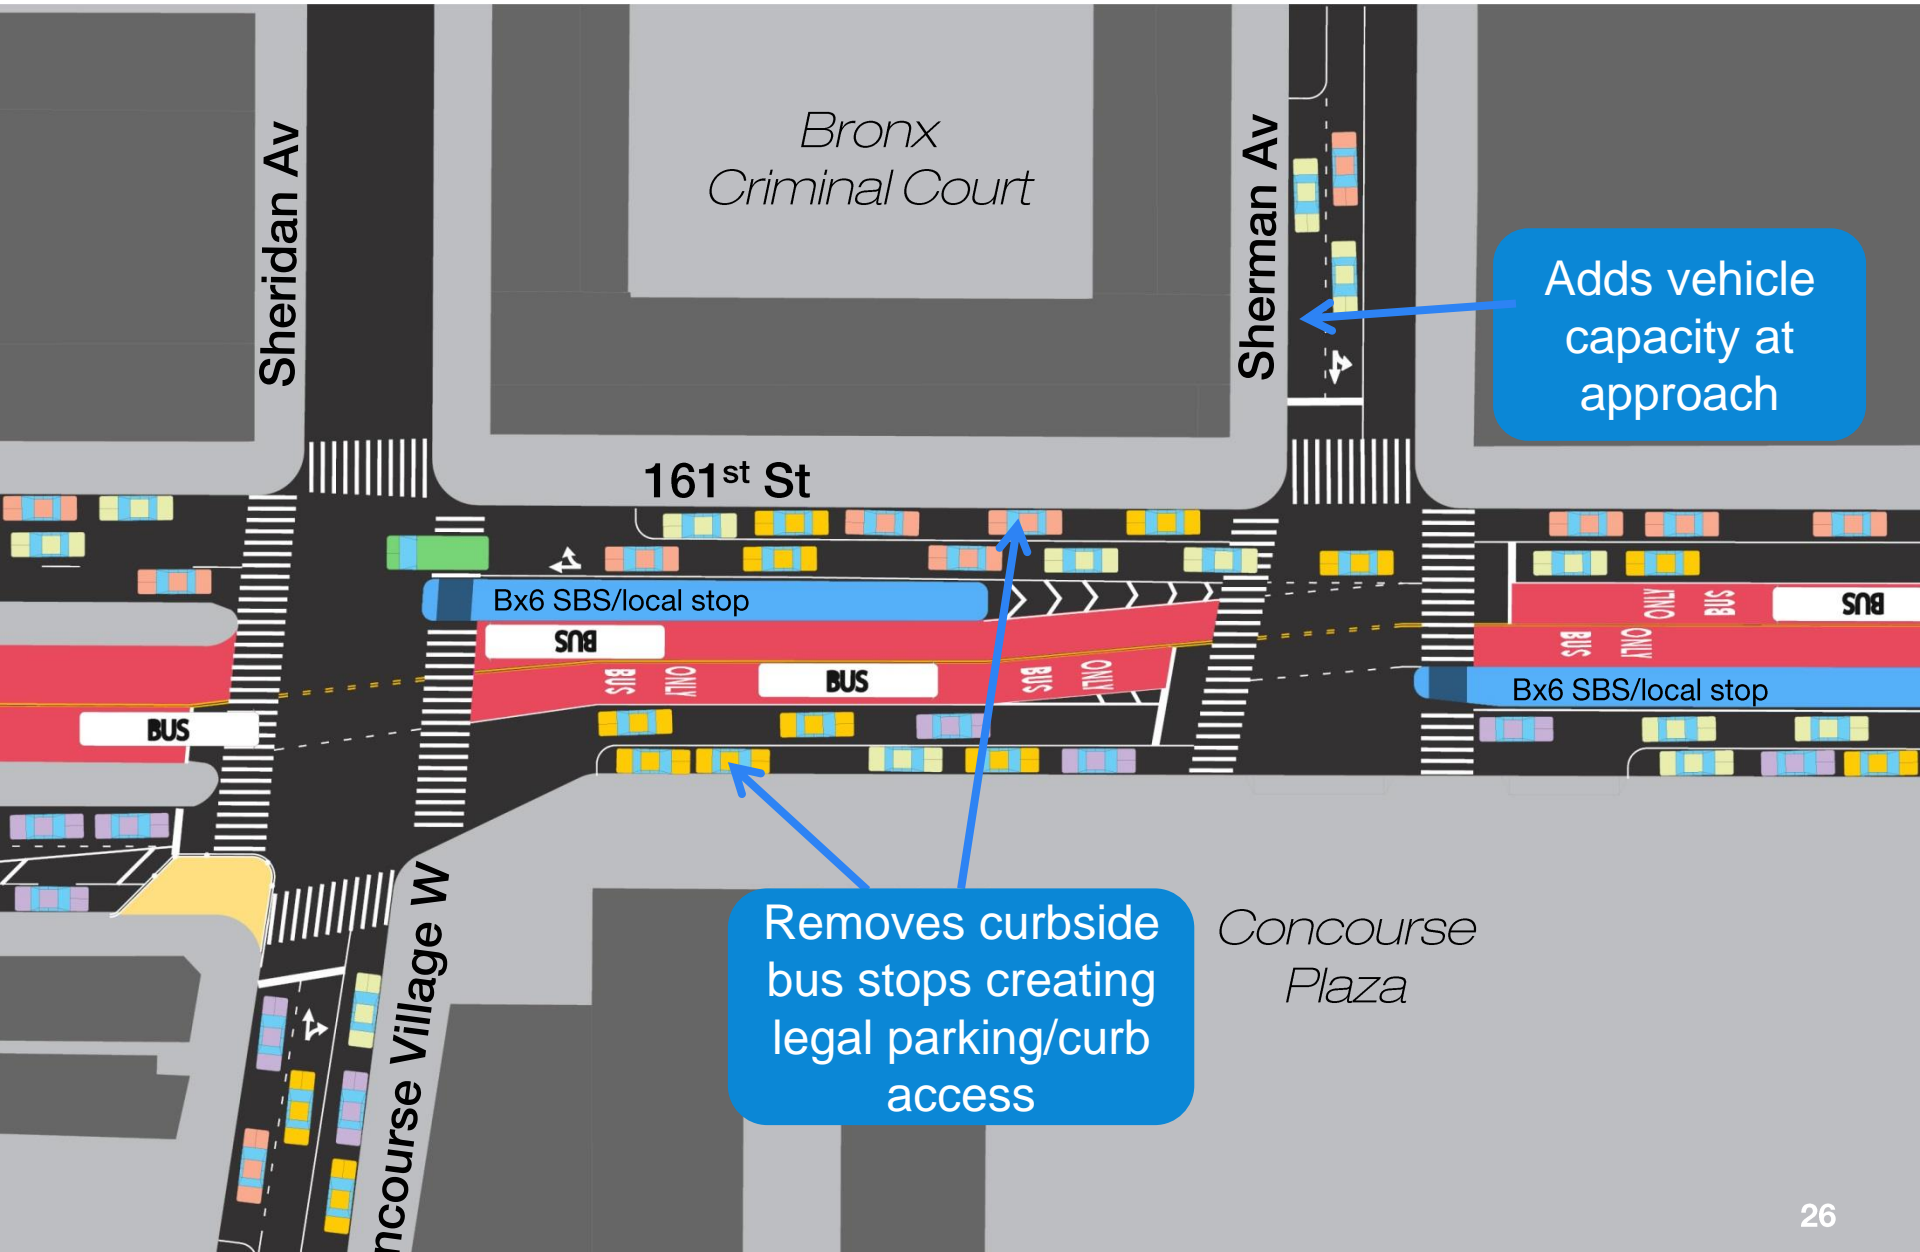 Sheridan Av
Bronx
Criminal Court
Sherman Av
Adds vehicle
capacity at
approach
161st St
Bx6 SBS/local stop
BUS
BUS ONLY
BUS
BUS ONLY
ONLY BUS
BUS
BUS ONLY
Bx6 SBS/local stop
BUS
ncourse Village W
Removes curbside
bus stops creating
legal parking/curb
access
Concourse
Plaza
26